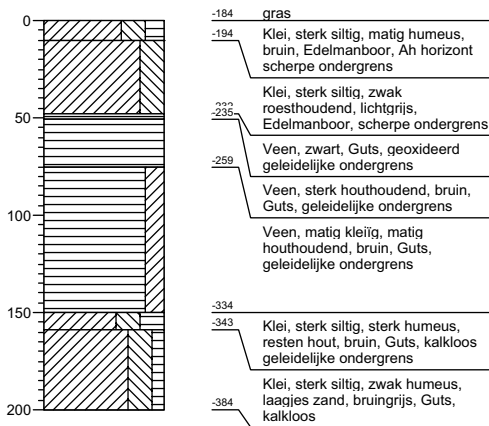 0
50
100
150
200
-184
gras
-194
Klei, sterk siltig, matig humeus,
bruin, Edelmanboor, Ah horizont
scherpe ondergrens
Klei, sterk siltig, zwak
roesthoudend, lichtgrijs,
Edelmanboor, scherpe ondergrens
-232
-235
Veen, zwart, Guts, geoxideerd
geleidelijke ondergrens
-259
Veen, sterk houthoudend, bruin,
Guts, geleidelijke ondergrens
Veen, matig kleiïg, matig
houthoudend, bruin, Guts,
geleidelijke ondergrens
-334
-343
Klei, sterk siltig, sterk humeus,
resten hout, bruin, Guts, kalkloos
geleidelijke ondergrens
Klei, sterk siltig, zwak humeus,
laagjes zand, bruingrijs, Guts,
kalkloos
-384